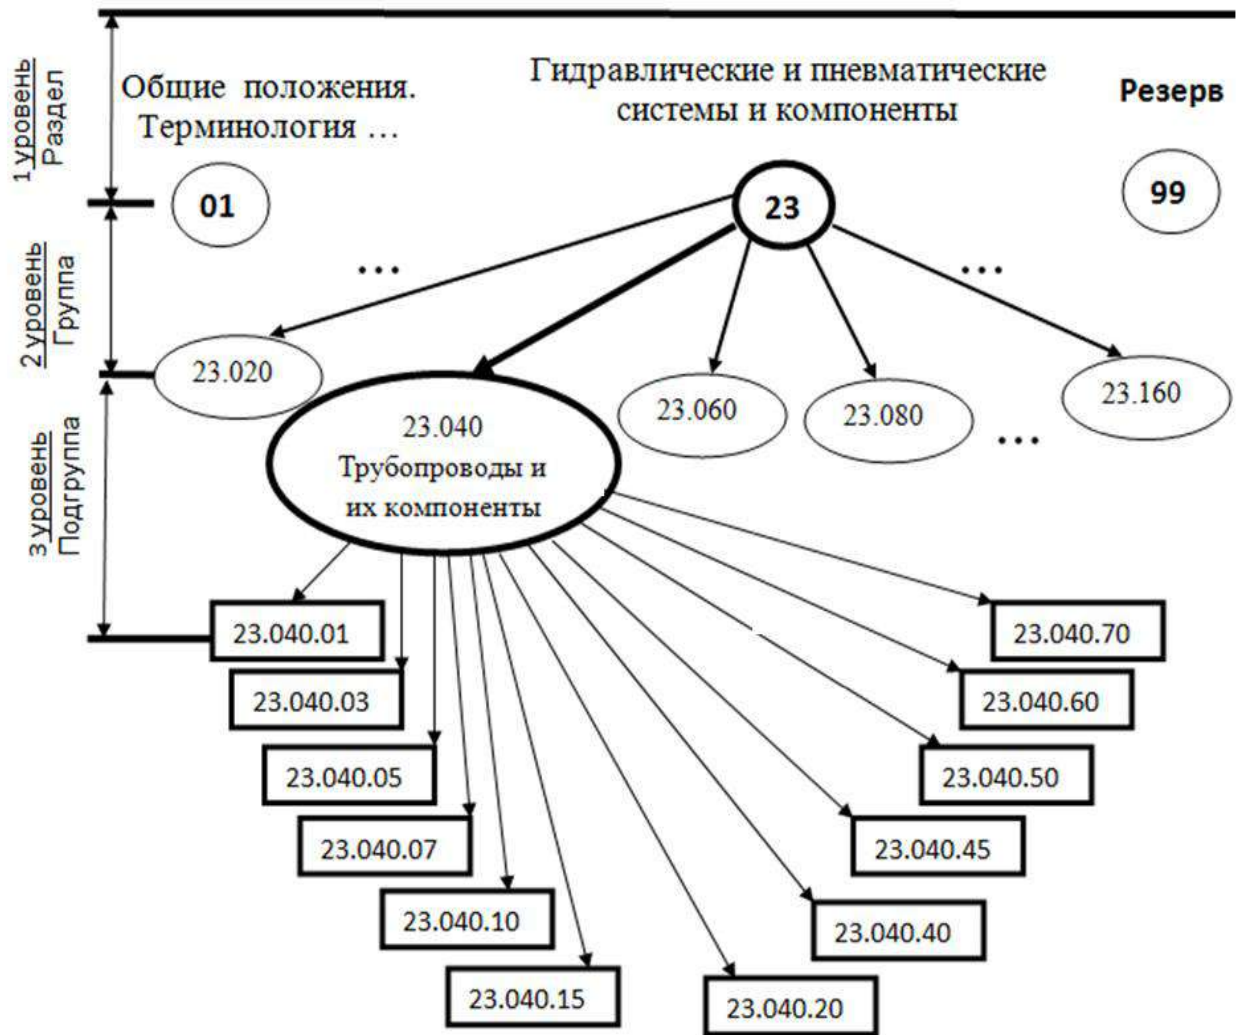 1 уровень
Раздел
Общие положения.
Терминология ...
Гидравлические и пневматические
системы и компоненты
Резерв
01
23
99
...
...
2 уровень
Группа
23.020
23.040
Трубопроводы и
их компоненты
23.060
23.080
...
23.160
3 уровень
Подгруппа
23.040.01
23.040.03
23.040.05
23.040.07
23.040.10
23.040.15
23.040.20
23.040.40
23.040.45
23.040.50
23.040.60
23.040.70